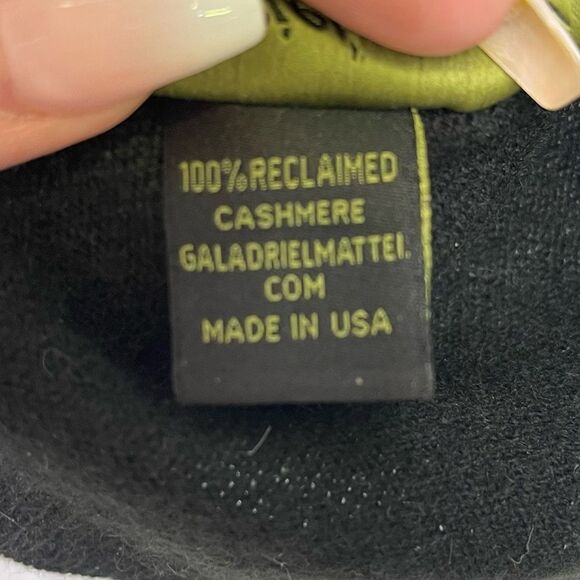 100%RECLAIMED
CASHMERE
GALADRIELMATTEI.
COM
MADE IN USA